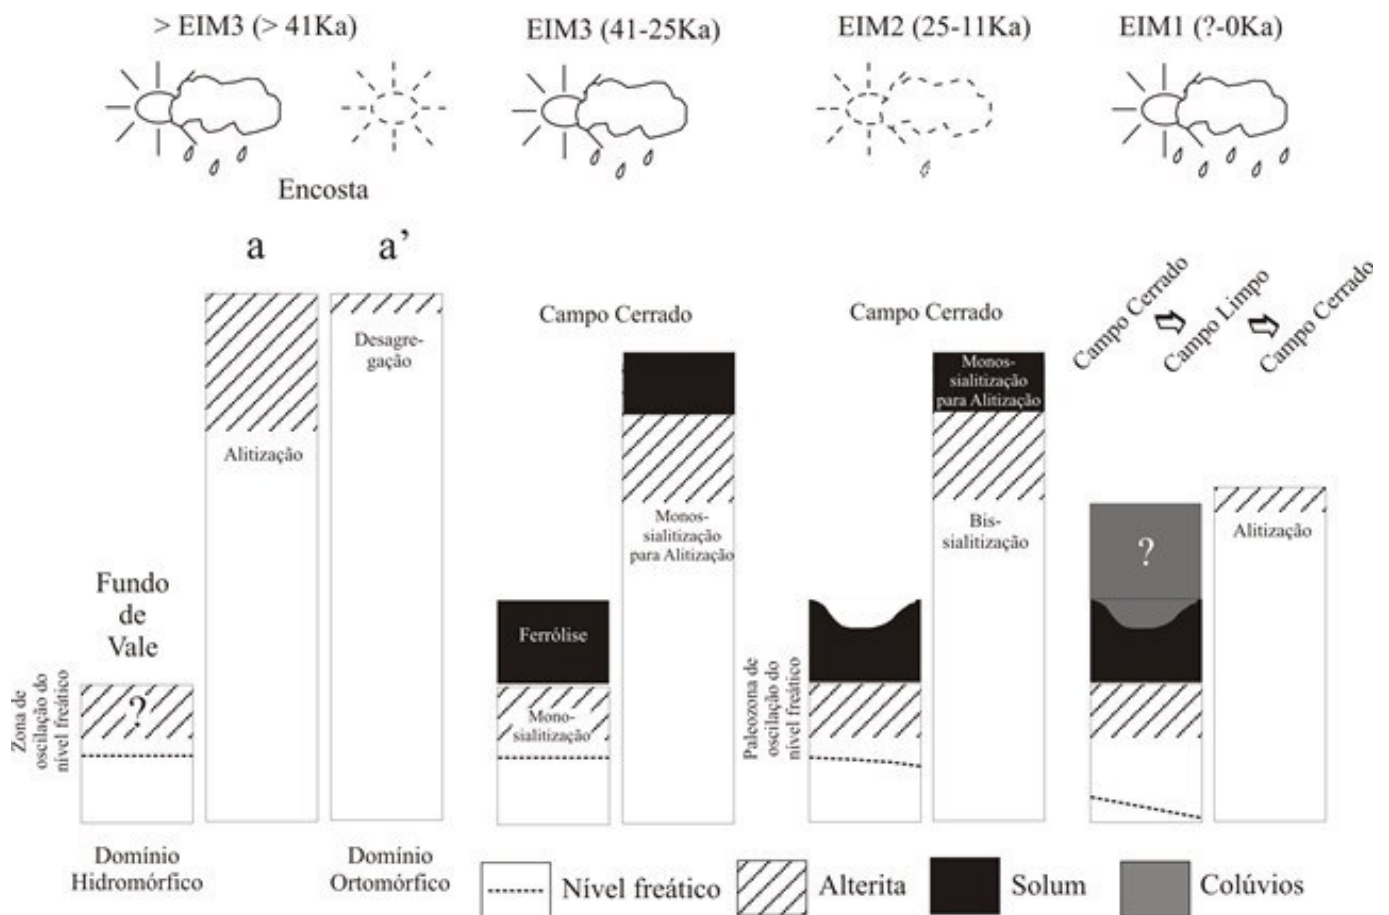 > EIM3 (> 41Ka)
EIM3 (41-25Ka)
EIM2 (25-11Ka)
EIM1 (?-0Ka)
Encosta
a
a’
Campo Cerrado
Campo Cerrado
Campo Cerrado
Campo Limpo
Campo Cerrado
Desagre-
gação
Alitização
Monos-
sialitização
para Alitização
Monos-
sialitização
para Alitização
Bis-
sialitização
Alitização
?
Fundo
de
Vale
Ferrólise
Zona de
oscilação do
nível freático
?
Mono-
sialitização
Paleozona de
oscilação do
nível freático
Domínio
Hidromórfico
Domínio
Ortomórfico
Nível freático
Alterita
Solum
Colúvios